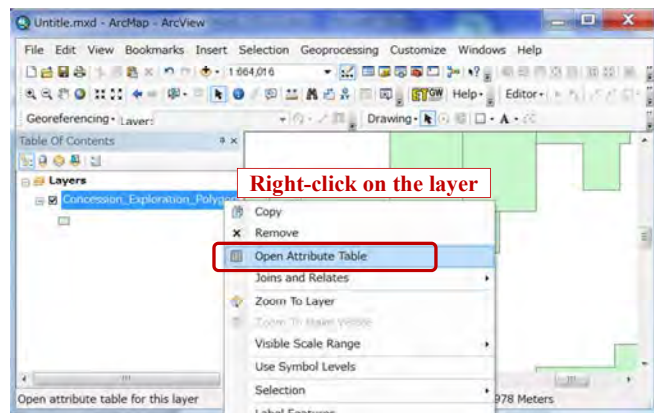 Untitle.mxd - ArcMap - ArcView
File Edit View Bookmarks Insert Selection Geoprocessing Customize Windows Help
1:664,016
Help
Editor
Georeferencing Layer: Drawing A
Table Of Contents
Layers
Right-click on the layer
Concession_Exploration_Polygon
Copy
Remove
Open Attribute Table
Joins and Relates
Zoom To Layer
Zoom To Make Visible
Visible Scale Range
Use Symbol Levels
Selection
Label Features
Open attribute table for this layer
978 Meters